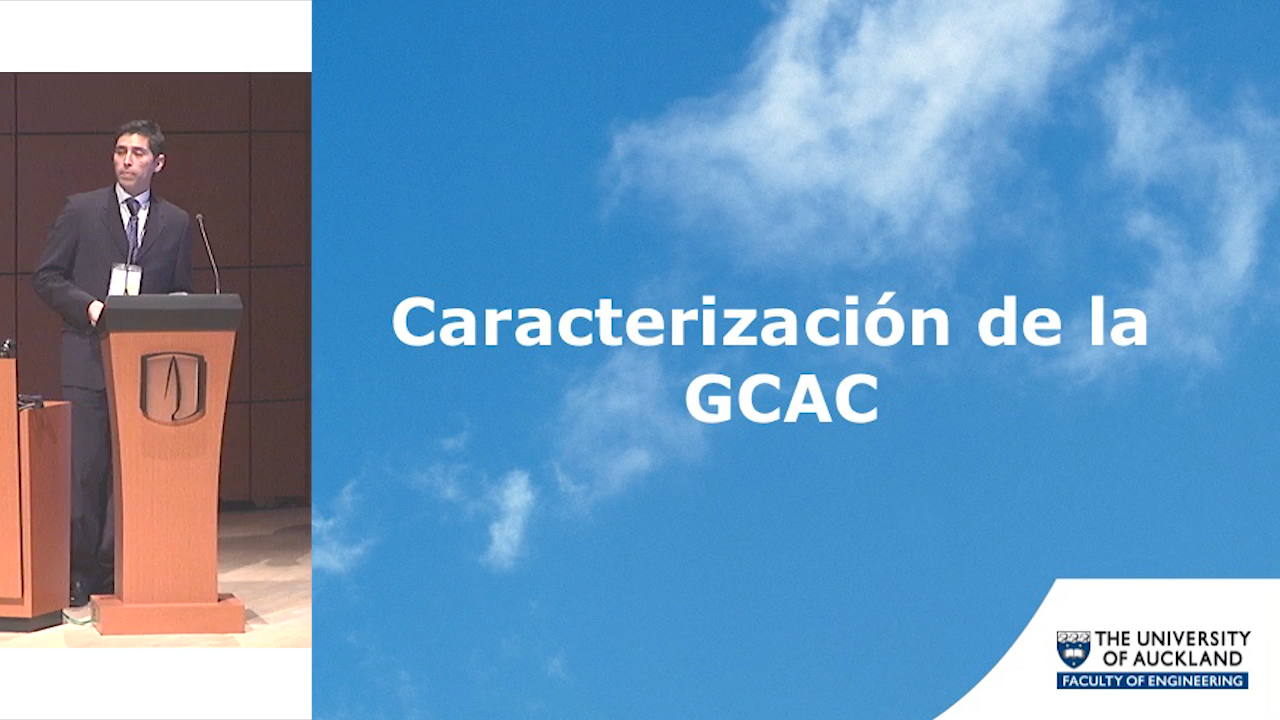 Caracterización de la
GCAC
THE UNIVERSITY
OF AUCKLAND
FACULTY OF ENGINEERING